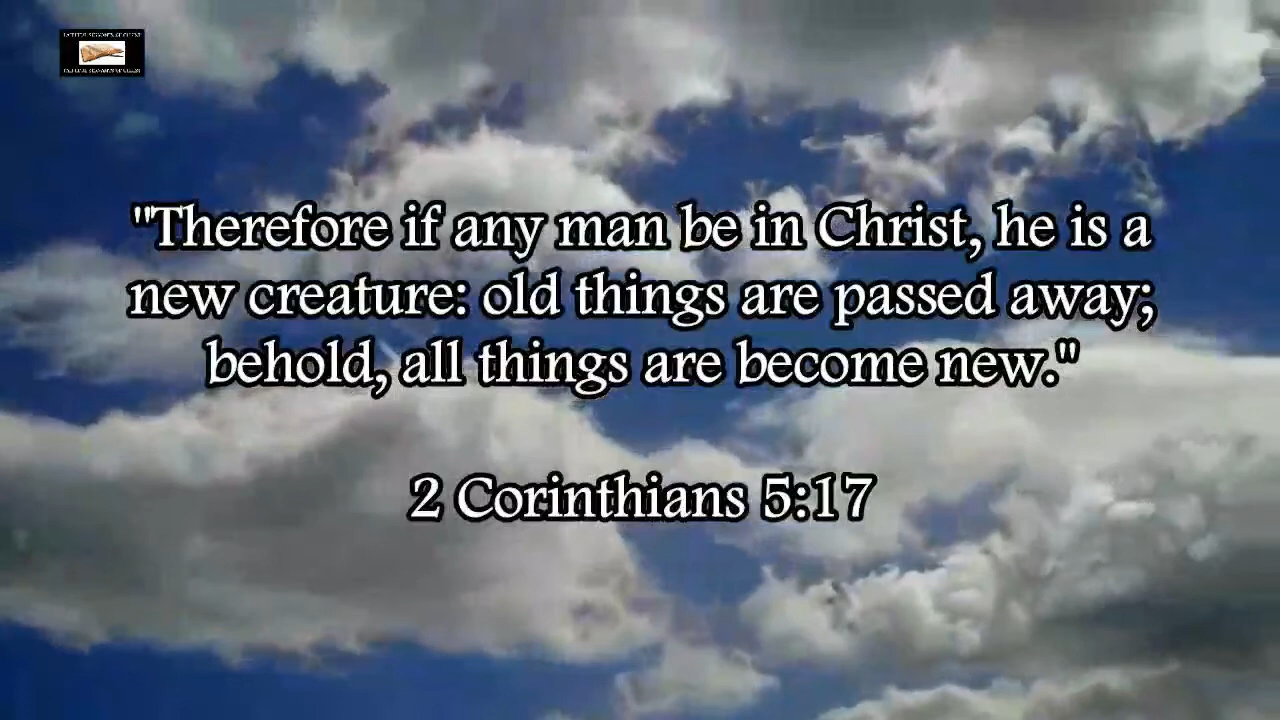 "Therefore if any man be in Christ, he is a
new creature: old things are passed away;
behold, all things are become new."
2 Corinthians 5:17